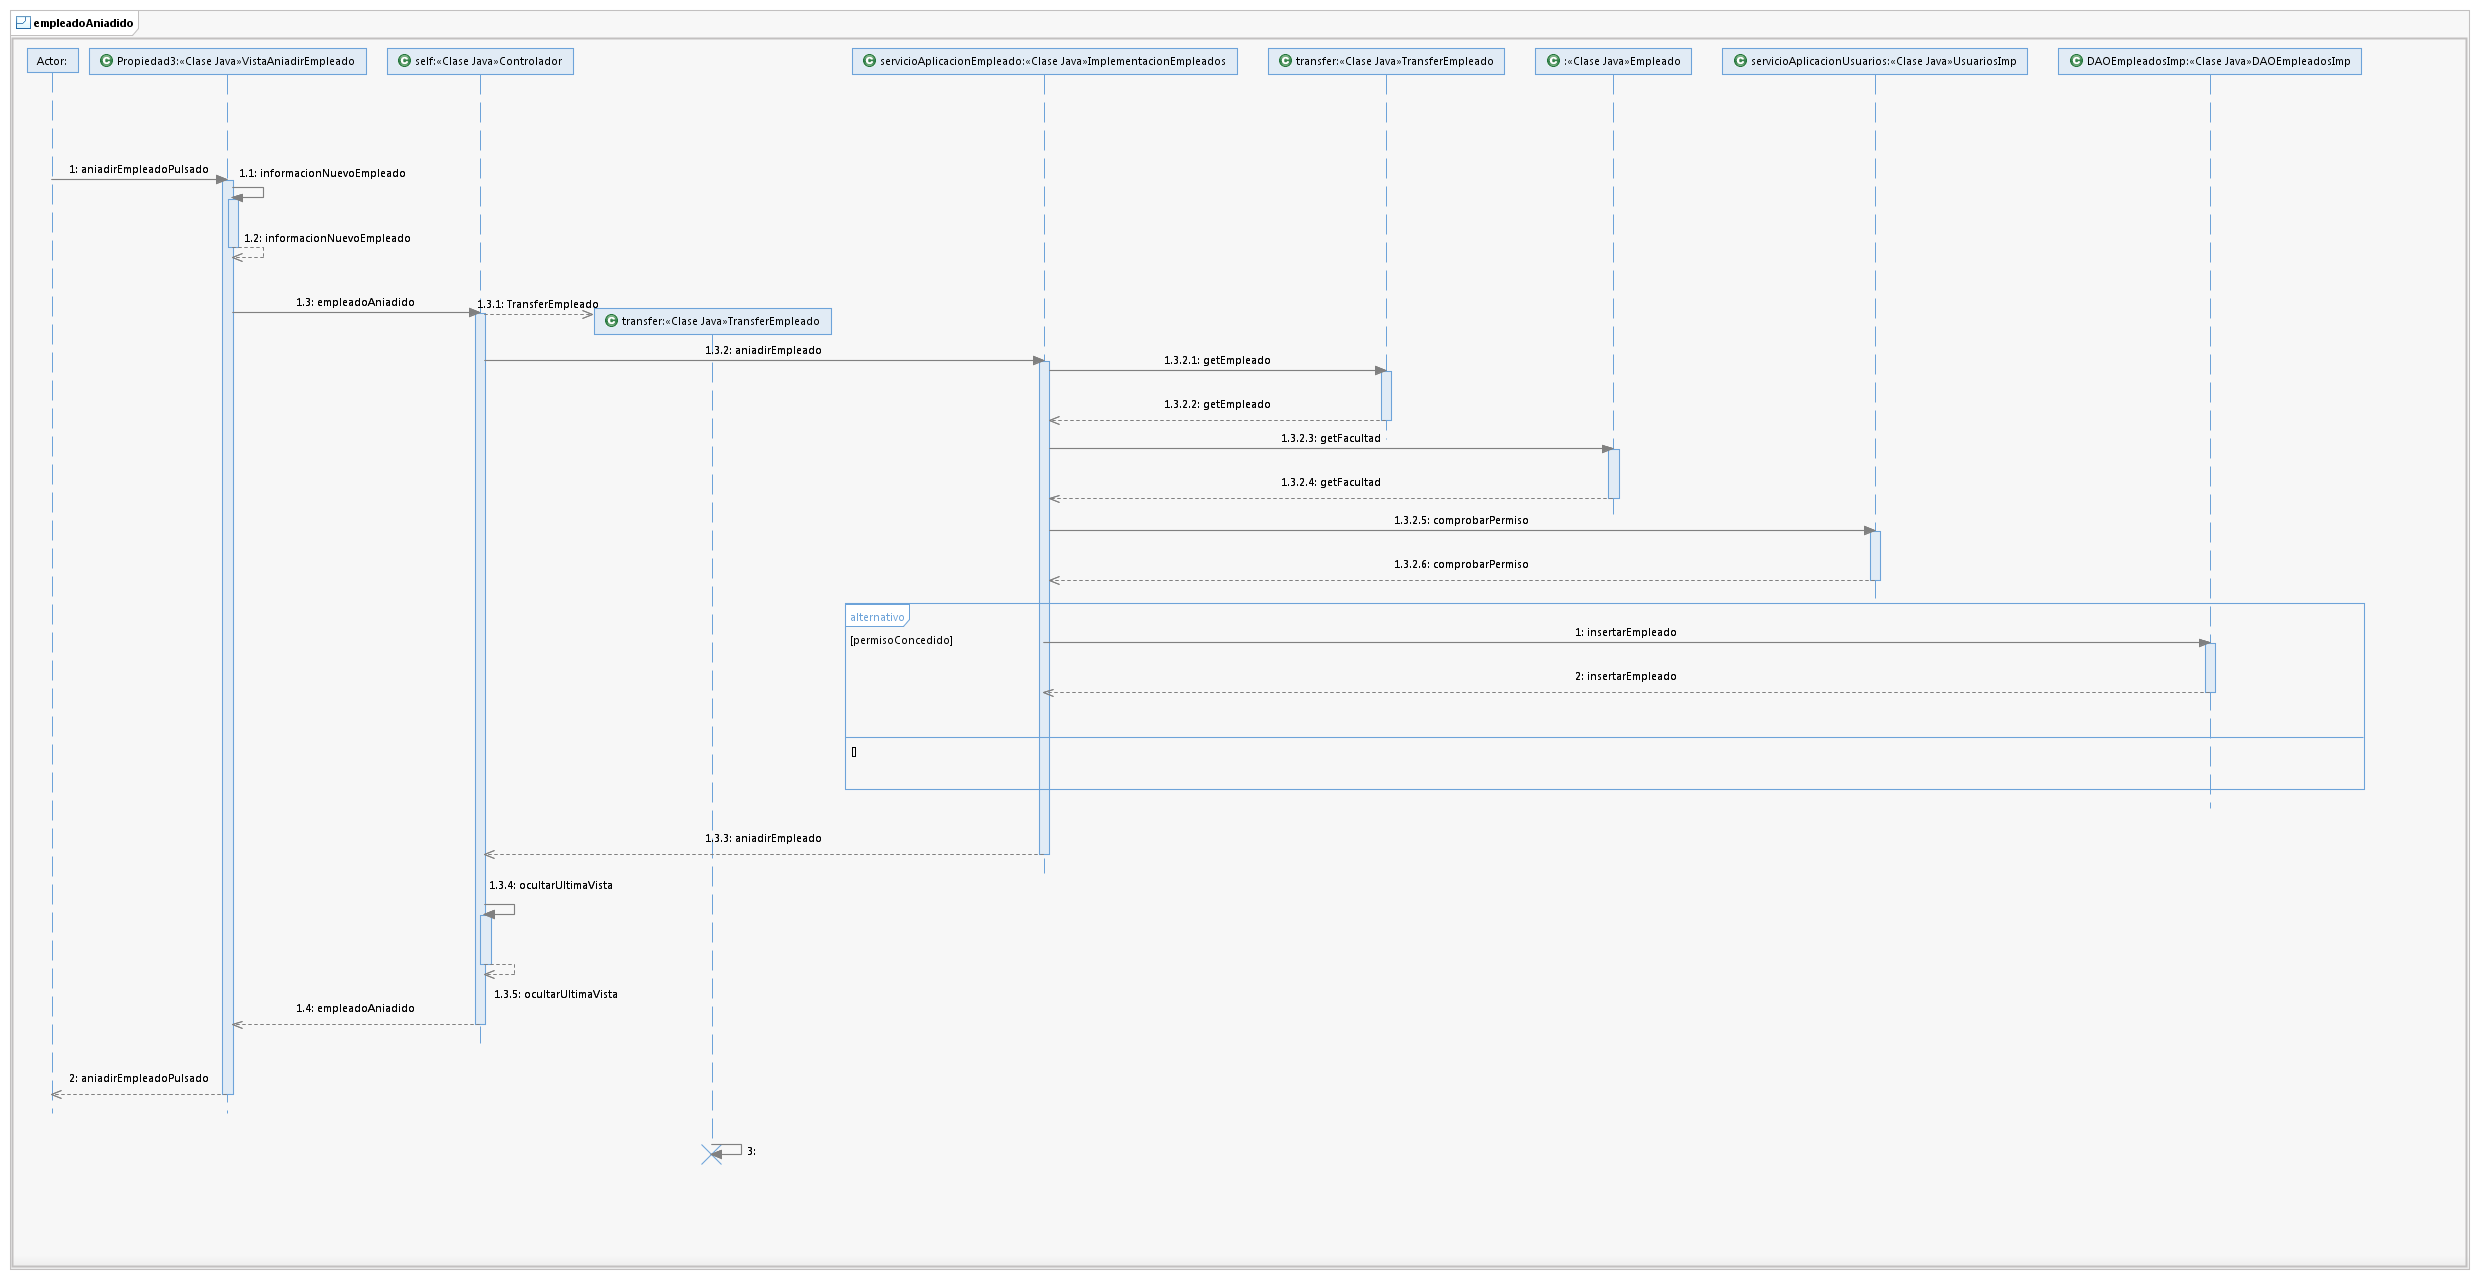 empleadoAniadido
Actor:
C Propiedad3:«Clase Java»VistaAniadirEmpleado
C self:«Clase Java»Controlador
C servicioAplicacionEmpleado:«Clase Java»ImplementacionEmpleados
C transfer:«Clase Java»TransferEmpleado
C :«Clase Java»Empleado
C servicioAplicacionUsuarios:«Clase Java»UsuariosImp
C DAOEmpleadosImp:«Clase Java»DAOEmpleadosImp
1: aniadirEmpleadoPulsado
1.1: informacionNuevoEmpleado
1.2: informacionNuevoEmpleado
1.3: empleadoAniadido
1.3.1: TransferEmpleado
C transfer:«Clase Java»TransferEmpleado
1.3.2: aniadirEmpleado
1.3.2.1: getEmpleado
1.3.2.2: getEmpleado
1.3.2.3: getFacultad
1.3.2.4: getFacultad
1.3.2.5: comprobarPermiso
1.3.2.6: comprobarPermiso
alternativo
[permisoConcedido]
1: insertarEmpleado
2: insertarEmpleado
[]
1.3.3: aniadirEmpleado
1.3.4: ocultarUltimaVista
1.3.5: ocultarUltimaVista
1.4: empleadoAniadido
2: aniadirEmpleadoPulsado
3: